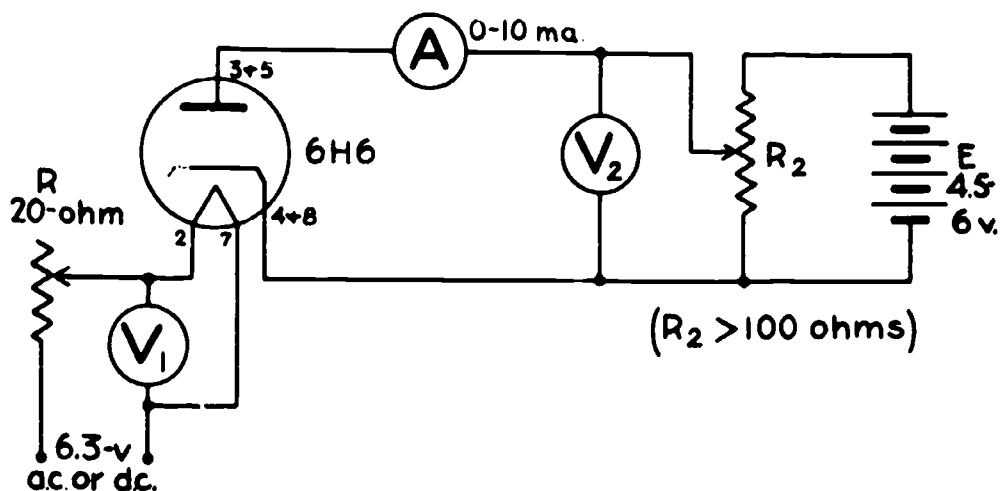 0-10 ma.
A
3+5
6H6
V2
R2
E
4.5-
6 v.
R
20-ohm
4+8
2
7
V1
(R2 >100 ohms)
6.3-v
a.c. or d.c.